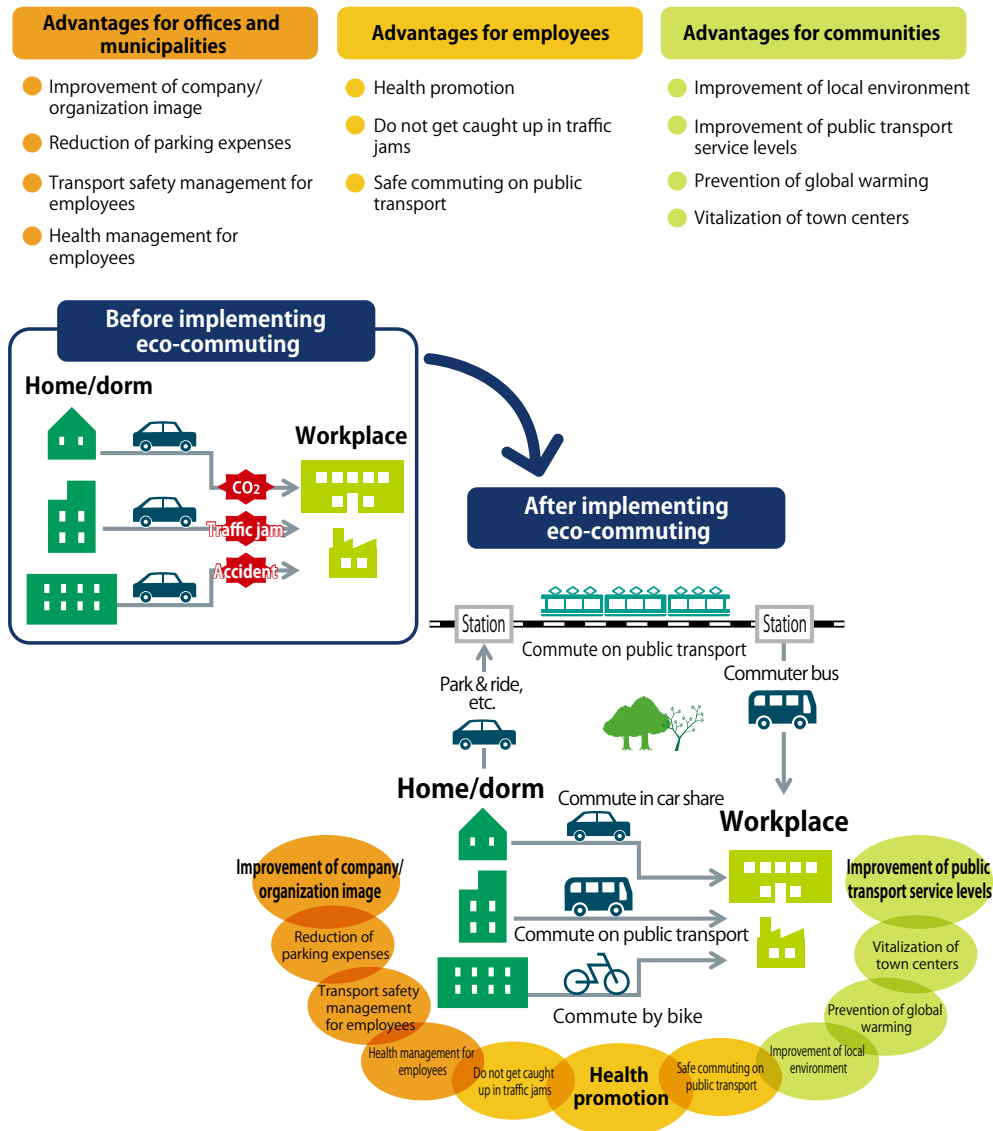 Advantages for offices and
municipalities
Improvement of company/
organization image
Reduction of parking expenses
Transport safety management for
employees
Health management for
employees
Advantages for employees
Health promotion
Do not get caught up in traffic
jams
Safe commuting on public
transport
Advantages for communities
Improvement of local environment
Improvement of public transport
service levels
Prevention of global warming
Vitalization of town centers
Before implementing
eco-commuting
Home/dorm
Workplace
CO₂
Traffic jam
Accident
After implementing
eco-commuting
Station
Station
Commute on public transport
Park & ride,
etc.
Commuter bus
Home/dorm
Commute in car share
Workplace
Commute on public transport
Commute by bike
Improvement of company/
organization image
Reduction of
parking expenses
Transport safety
management
for employees
Health management for
employees
Do not get caught
up in traffic jams
Health
promotion
Safe commuting on
public transport
Improvement of local
environment
Prevention of global
warming
Vitalization of
town centers
Improvement of public
transport service levels